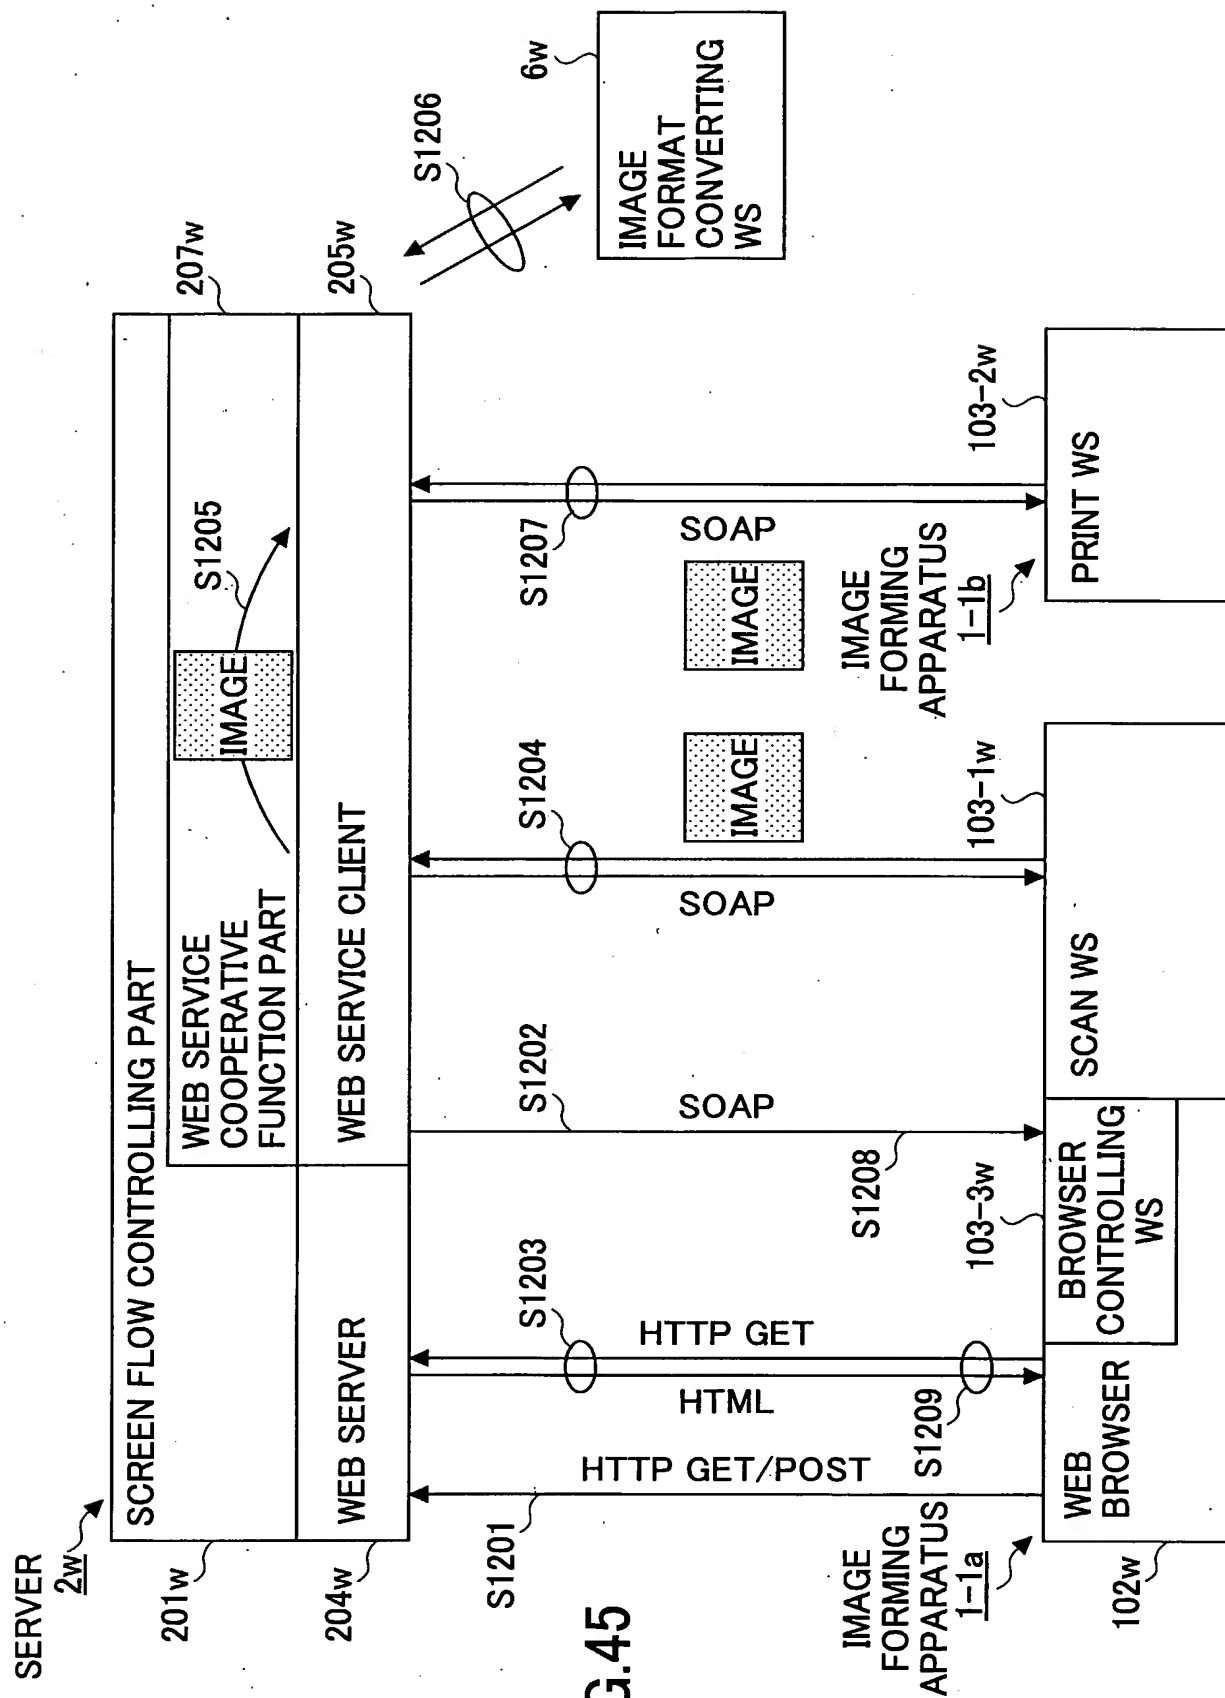 SERVER
2w
201w
204w
SCREEN FLOW CONTROLLING PART
WEB SERVICE
COOPERATIVE
FUNCTION PART
IMAGE
S1205
207w
WEB SERVER
WEB SERVICE CLIENT
205w
S1206
6w
IMAGE
FORMAT
CONVERTING
WS
S1201
HTTP GET/POST
S1203
HTML
HTTP GET
S1209
S1202
SOAP
S1208
S1204
SOAP
IMAGE
S1207
SOAP
IMAGE
IMAGE
FORMING
APPARATUS
1-1a
102w
WEB
BROWSER
103-3w
BROWSER
CONTROLLING
WS
103-1w
SCAN WS
IMAGE
FORMING
APPARATUS
1-1b
103-2w
PRINT WS
G.45